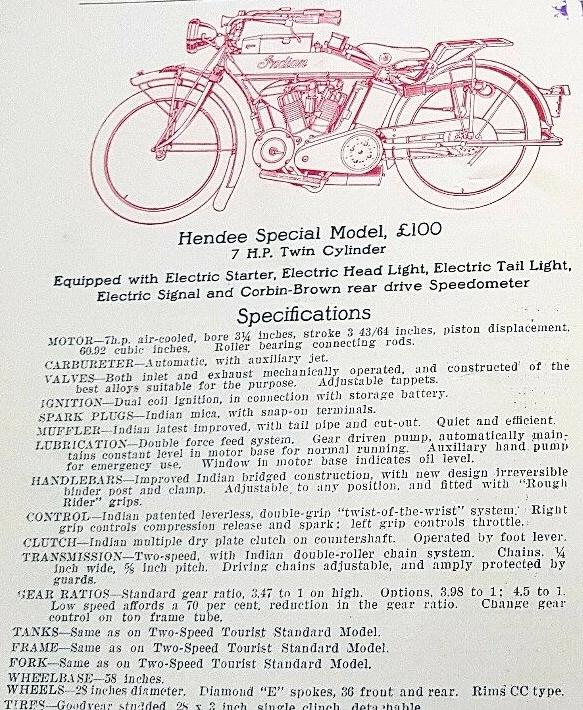 Indian
Hendee Special Model, £100
7 H.P. Twin Cylinder
Equipped with Electric Starter, Electric Head Light, Electric Tail Light,
Electric Signal and Corbin-Brown rear drive Speedometer
Specifications
MOTOR—7h.p. air-cooled, bore 3¼ inches, stroke 3 43/64 inches, piston displacement,
60.92 cubic inches. Roller bearing connecting rods.
CARBURETER—Automatic, with auxiliary jet.
VALVES—Both inlet and exhaust mechanically operated, and constructed of the
best alloys suitable for the purpose. Adjustable tappets.
IGNITION—Dual coil ignition, in connection with storage battery.
SPARK PLUGS—Indian mica, with snap-on terminals.
MUFFLER—Indian latest improved, with tail pipe and cut-out. Quiet and efficient.
LUBRICATION—Double force feed system. Gear driven pump, automatically main-
tains constant level in motor base for normal running. Auxiliary hand pump
for emergency use. Window in motor base indicates oil level.
HANDLEBARS—Improved Indian bridged construction, with new design irreversible
binder post and clamp. Adjustable to any position, and fitted with "Rough
Rider" grips.
CONTROL—Indian patented leverless, double-grip "twist-of-the-wrist" system. Right
grip controls compression release and spark; left grip controls throttle.
CLUTCH—Indian multiple dry plate clutch on countershaft. Operated by foot lever.
TRANSMISSION—Two-speed, with Indian double-roller chain system. Chains, ¼
inch wide, ⅝ inch pitch. Driving chains adjustable, and amply protected by
guards.
GEAR RATIOS—Standard gear ratio, 3.47 to 1 on high. Options, 3.98 to 1; 4.5 to 1.
Low speed affords a 70 per cent. reduction in the gear ratio. Change gear
control on top frame tube.
TANKS—Same as on Two-Speed Tourist Standard Model.
FRAME—Same as on Two-Speed Tourist Standard Model.
FORK—Same as on Two-Speed Tourist Standard Model.
WHEELBASE—58 inches.
WHEELS—28 inches diameter. Diamond "E" spokes, 36 front and rear. Rims CC type.
TIRES—Goodyear studded, 28 x 3 inch, single clinch, detachable.